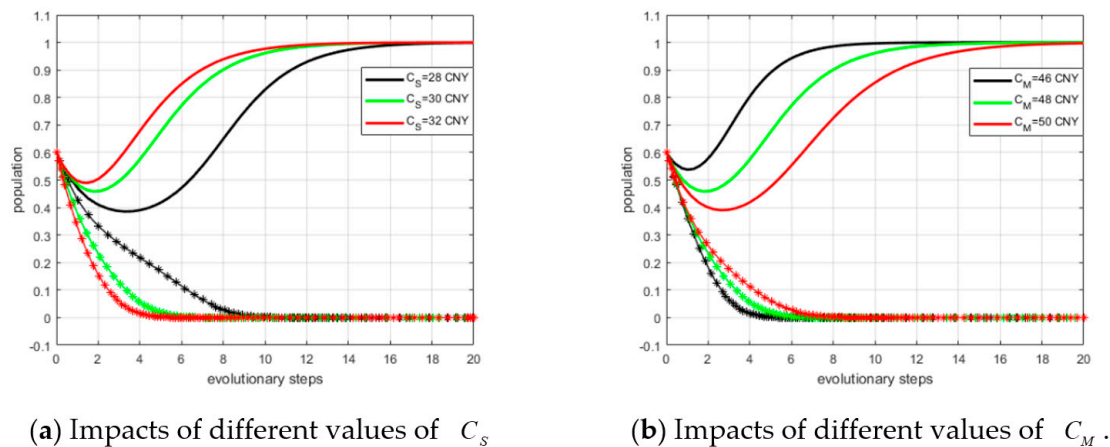 1.1
1
0.9
0.8
0.7
0.6
0.5
0.4
0.3
0.2
0.1
0
-0.1
population
0 2 4 6 8 10 12 14 16 18 20
evolutionary steps
C_S=28 CNY
C_S=30 CNY
C_S=32 CNY
1.1
1
0.9
0.8
0.7
0.6
0.5
0.4
0.3
0.2
0.1
0
-0.1
population
0 2 4 6 8 10 12 14 16 18 20
evolutionary steps
C_M=46 CNY
C_M=48 CNY
C_M=50 CNY
(a) Impacts of different values of C_S
(b) Impacts of different values of C_M .